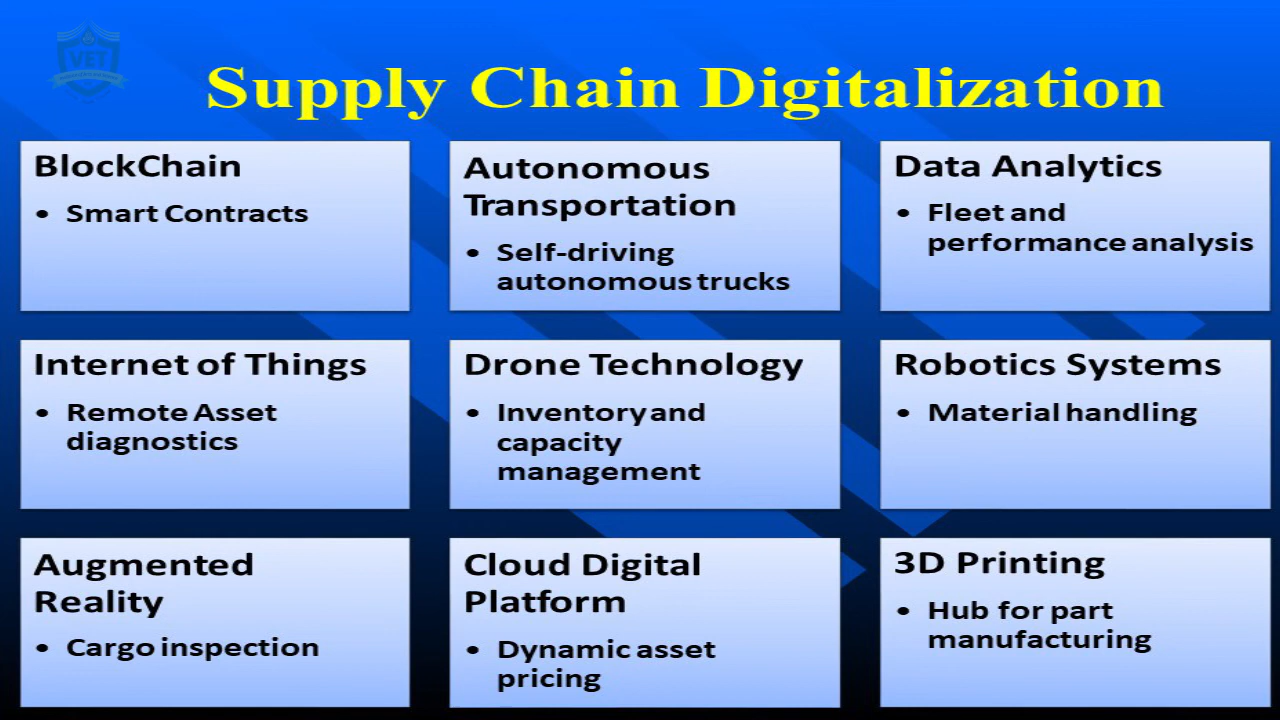 VET
Supply Chain Digitalization
BlockChain
• Smart Contracts
Autonomous
Transportation
• Self-driving
autonomous trucks
Data Analytics
• Fleet and
performance analysis
Internet of Things
• Remote Asset
diagnostics
Drone Technology
• Inventory and
capacity
management
Robotics Systems
• Material handling
Augmented
Reality
• Cargo inspection
Cloud Digital
Platform
• Dynamic asset
pricing
3D Printing
• Hub for part
manufacturing